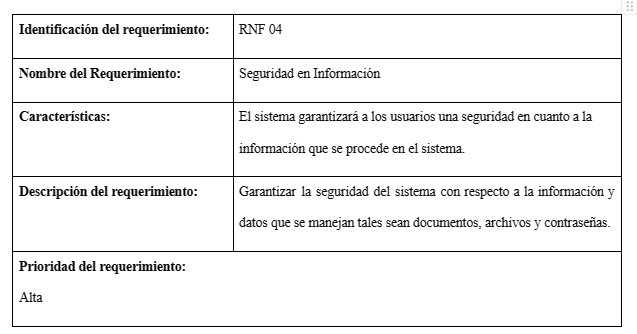 Identificación del requerimiento: RNF 04
Nombre del Requerimiento: Seguridad en Información
Características: El sistema garantizará a los usuarios una seguridad en cuanto a la
información que se procede en el sistema.
Descripción del requerimiento: Garantizar la seguridad del sistema con respecto a la información y
datos que se manejan tales sean documentos, archivos y contraseñas.
Prioridad del requerimiento:
Alta